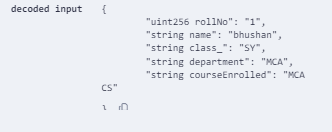 decoded input {
"uint256 rollNo": "1",
"string name": "bhushan",
"string class_": "SY",
"string department": "MCA",
"string courseEnrolled": "MCA
CS"
}